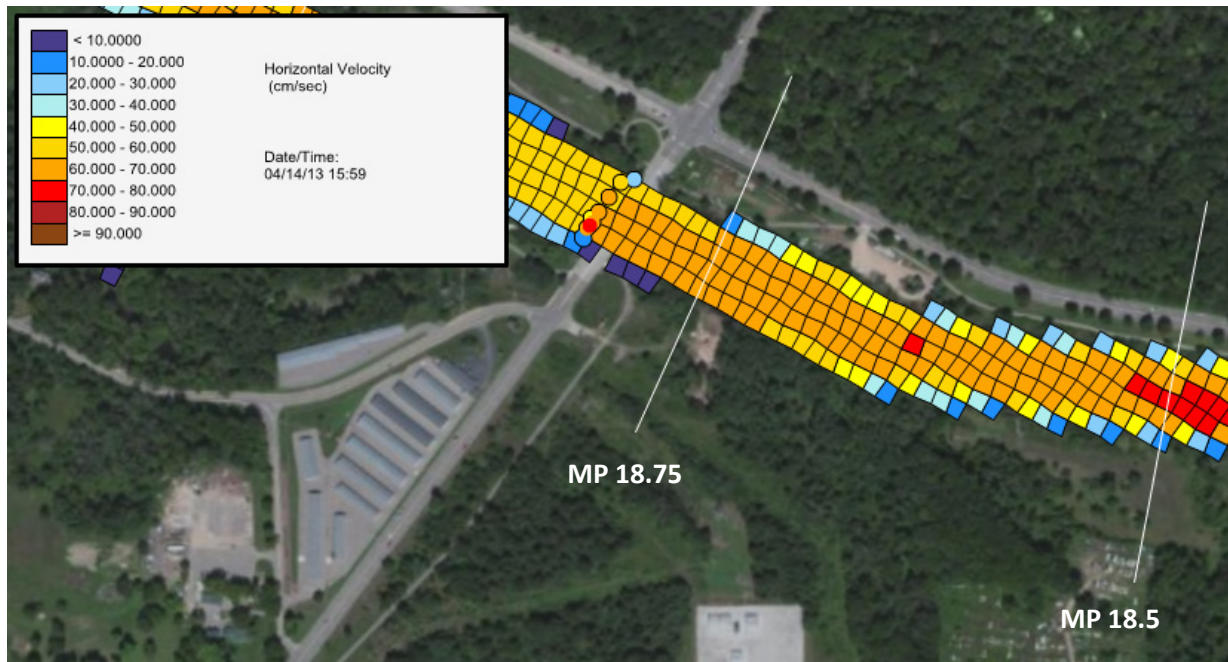 < 10.0000
10.0000 - 20.000
20.000 - 30.000
30.000 - 40.000
40.000 - 50.000
50.000 - 60.000
60.000 - 70.000
70.000 - 80.000
80.000 - 90.000
>= 90.000
Horizontal Velocity
(cm/sec)
Date/Time:
04/14/13 15:59
MP 18.75
MP 18.5